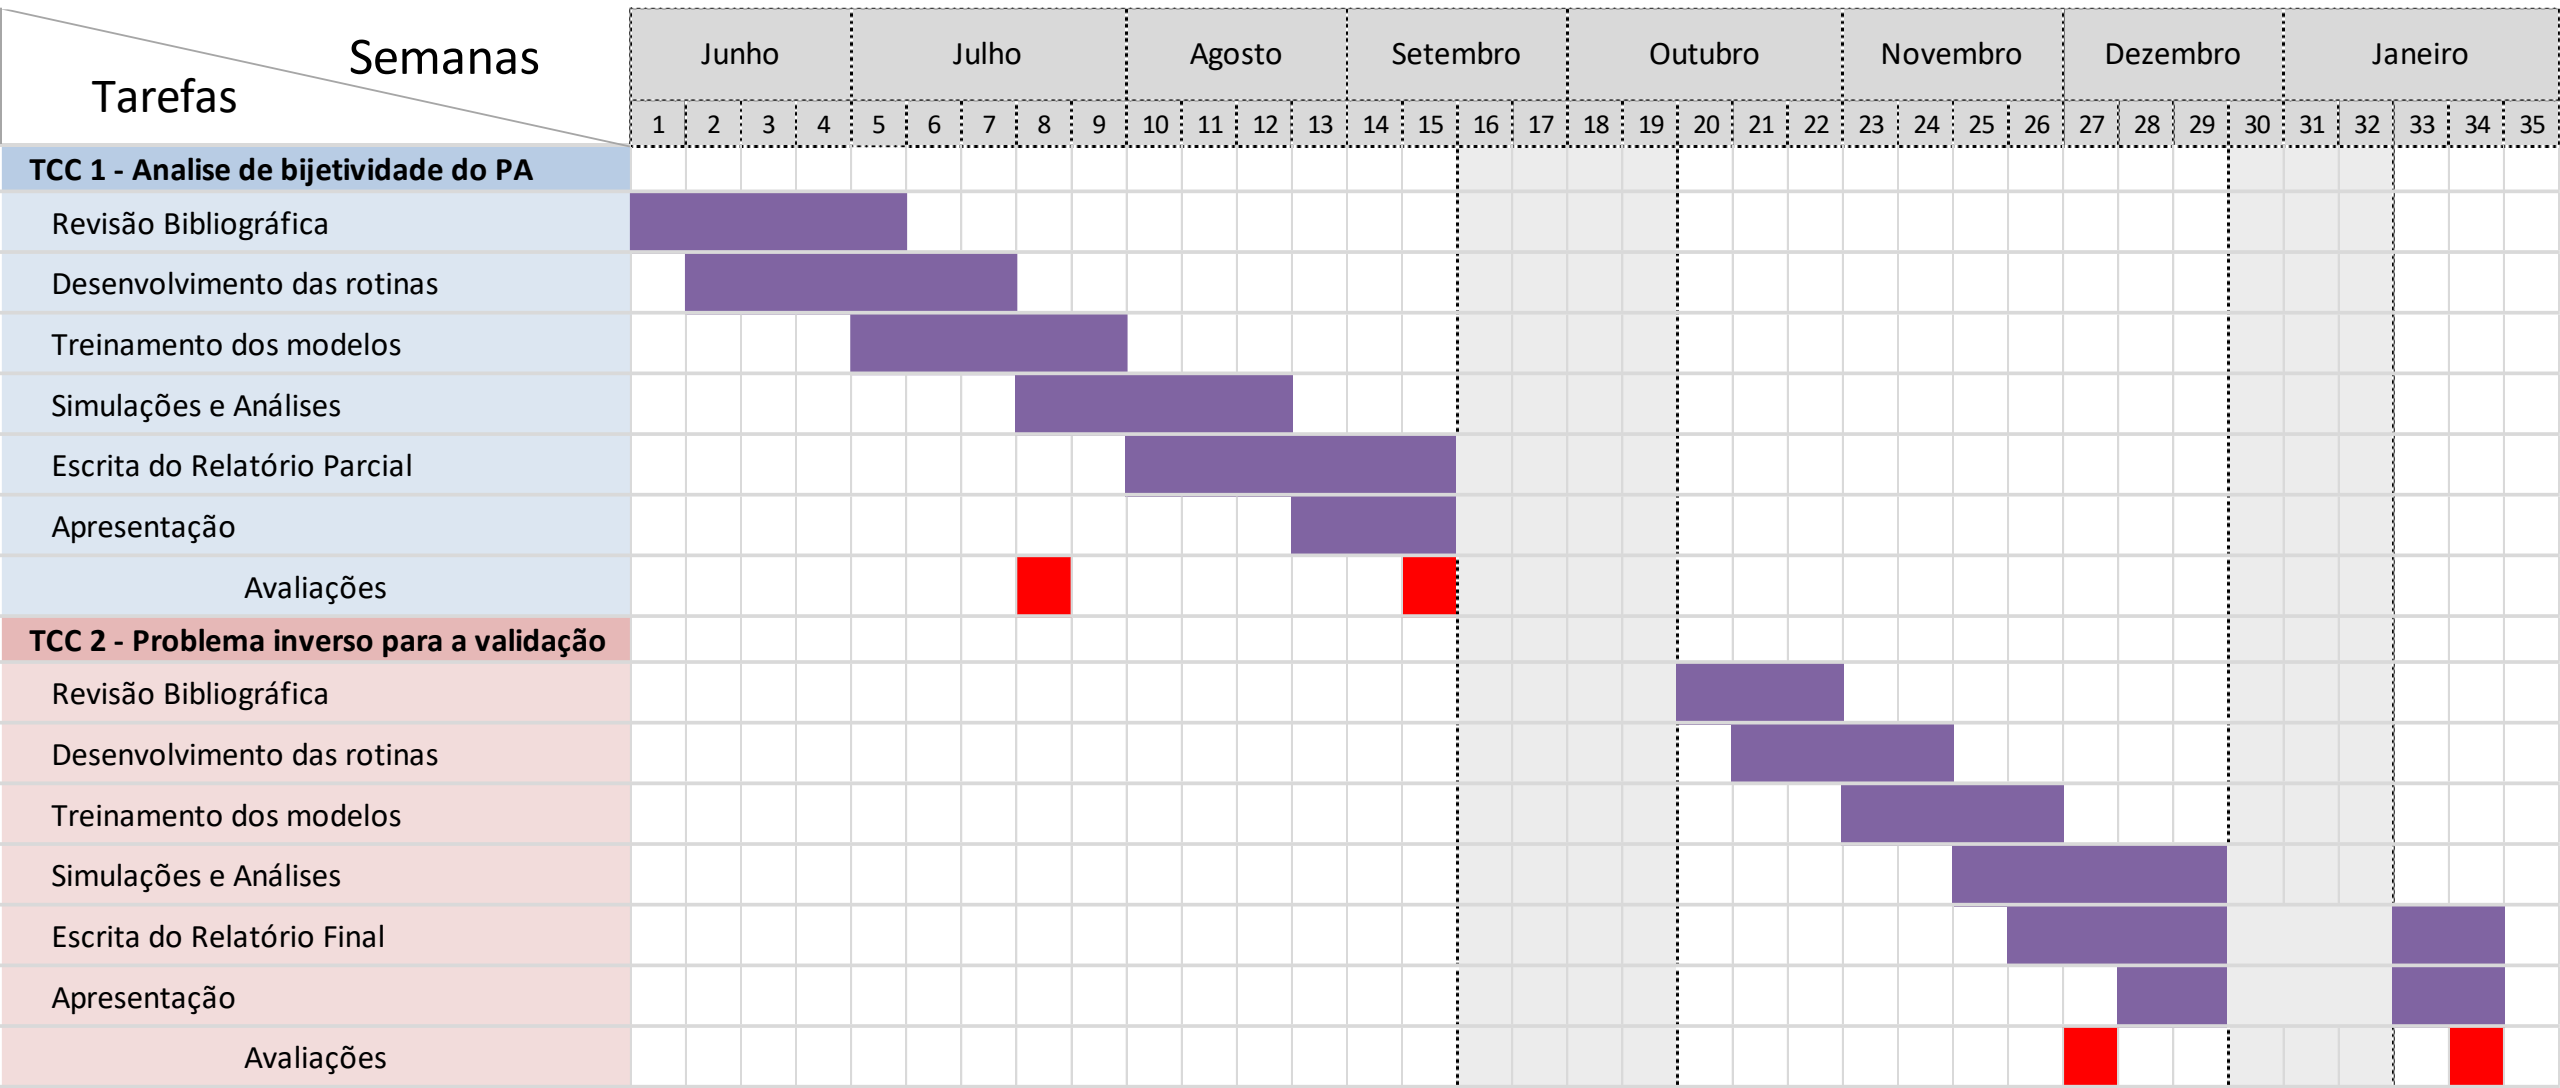 Semanas
Tarefas
Junho Julho Agosto Setembro Outubro Novembro Dezembro Janeiro
1 2 3 4 5 6 7 8 9 10 11 12 13 14 15 16 17 18 19 20 21 22 23 24 25 26 27 28 29 30 31 32 33 34 35
TCC 1 - Analise de bijetividade do PA
Revisão Bibliográfica
Desenvolvimento das rotinas
Treinamento dos modelos
Simulações e Análises
Escrita do Relatório Parcial
Apresentação
Avaliações
TCC 2 - Problema inverso para a validação
Revisão Bibliográfica
Desenvolvimento das rotinas
Treinamento dos modelos
Simulações e Análises
Escrita do Relatório Final
Apresentação
Avaliações